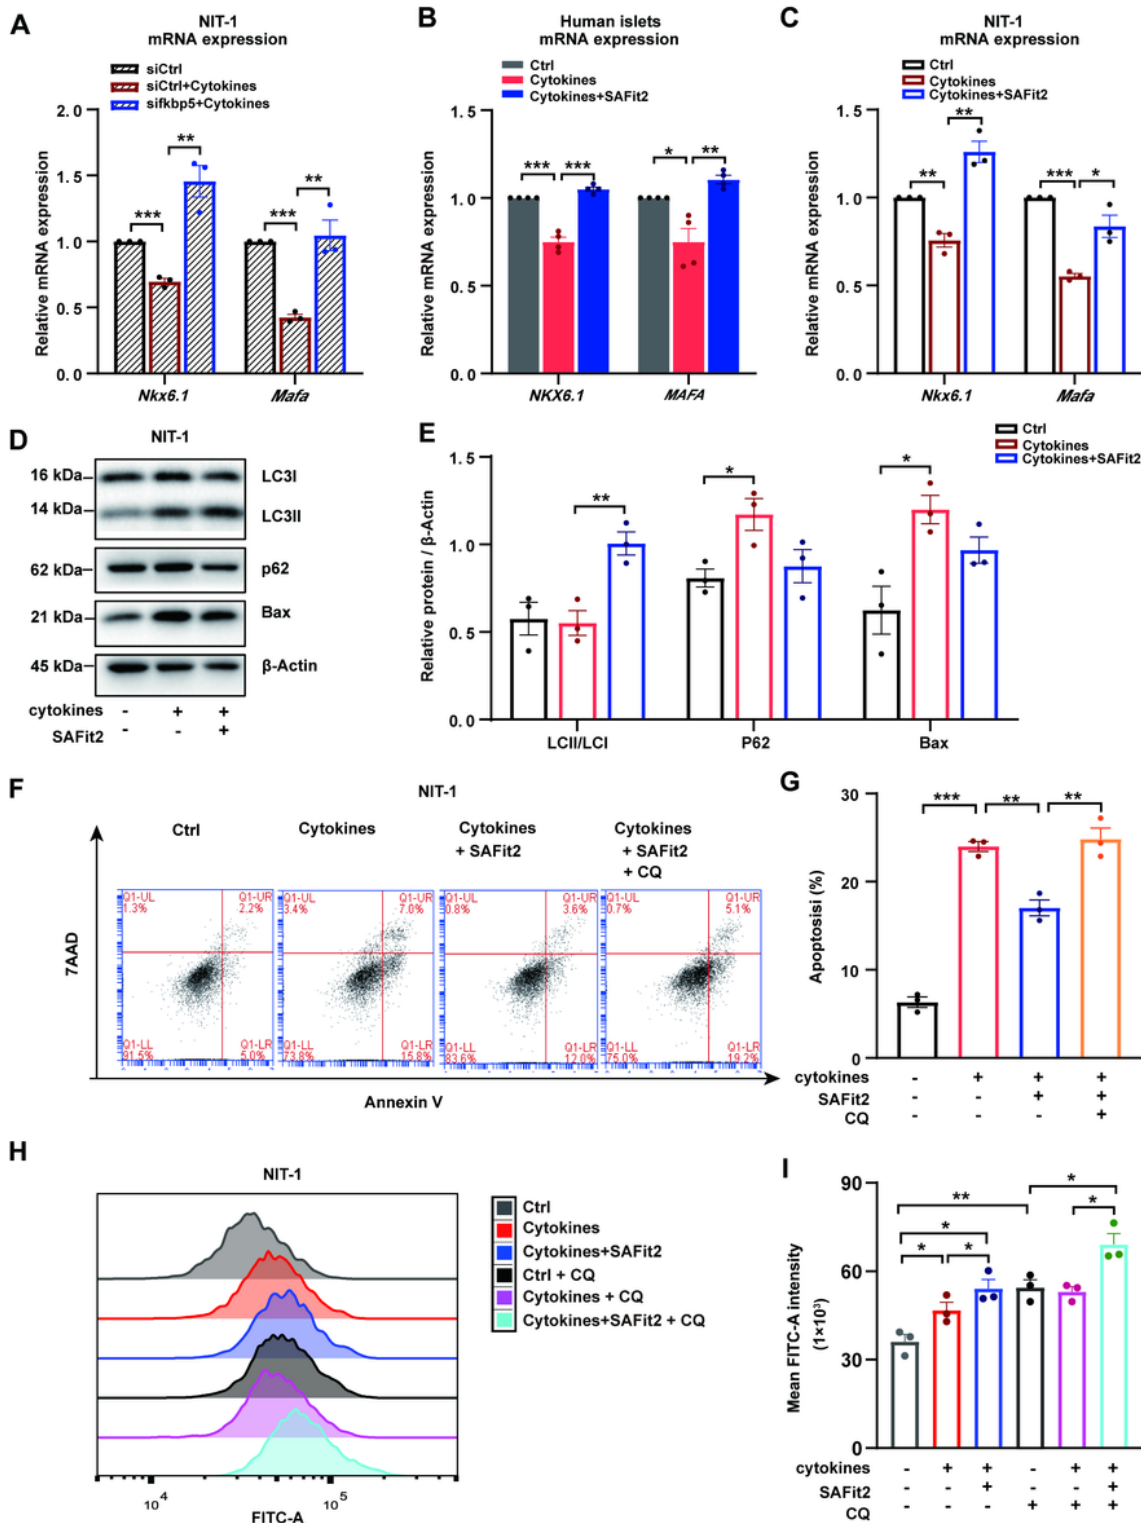 A
NIT-1
mRNA expression
siCtrl
siCtrl+Cytokines
sifkbp5+Cytokines
Relative mRNA expression
2.0
1.5
1.0
0.5
0.0
***
**
***
**
Nkx6.1
Mafa
B
Human islets
mRNA expression
Ctrl
Cytokines
Cytokines+SAFit2
Relative mRNA expression
1.5
1.0
0.5
0.0
***
***
*
**
NKX6.1
MAFA
C
NIT-1
mRNA expression
Ctrl
Cytokines
Cytokines+SAFit2
Relative mRNA expression
1.5
1.0
0.5
0.0
**
**
***
*
Nkx6.1
Mafa
D
NIT-1
16 kDa
LC3I
14 kDa
LC3II
62 kDa
p62
21 kDa
Bax
45 kDa
β-Actin
cytokines - + +
SAFit2 - - +
E
Ctrl
Cytokines
Cytokines+SAFit2
Relative protein / β-Actin
1.5
1.0
0.5
0.0
**
*
*
LCII/LCI
P62
Bax
F
NIT-1
Ctrl
Cytokines
Cytokines
+ SAFit2
Cytokines
+ SAFit2
+ CQ
7AAD
Q1-UL
1.3%
Q1-UR
2.2%
Q1-LL
91.5%
Q1-LR
5.0%
Q1-UL
3.4%
Q1-UR
7.0%
Q1-LL
73.8%
Q1-LR
15.8%
Q1-UL
0.8%
Q1-UR
3.6%
Q1-LL
83.6%
Q1-LR
12.0%
Q1-UL
0.7%
Q1-UR
5.1%
Q1-LL
75.0%
Q1-LR
19.2%
Annexin V
G
Apoptosisi (%)
30
20
10
0
***
**
**
cytokines - + + +
SAFit2 - - + +
CQ - - - +
H
NIT-1
Ctrl
Cytokines
Cytokines+SAFit2
Ctrl + CQ
Cytokines + CQ
Cytokines+SAFit2 + CQ
10⁴
10⁵
FITC-A
I
Mean FITC-A intensity
(1×10³)
90
60
30
0
*
**
*
*
*
*
cytokines - + + - + +
SAFit2 - - + - - +
CQ - - - + + +